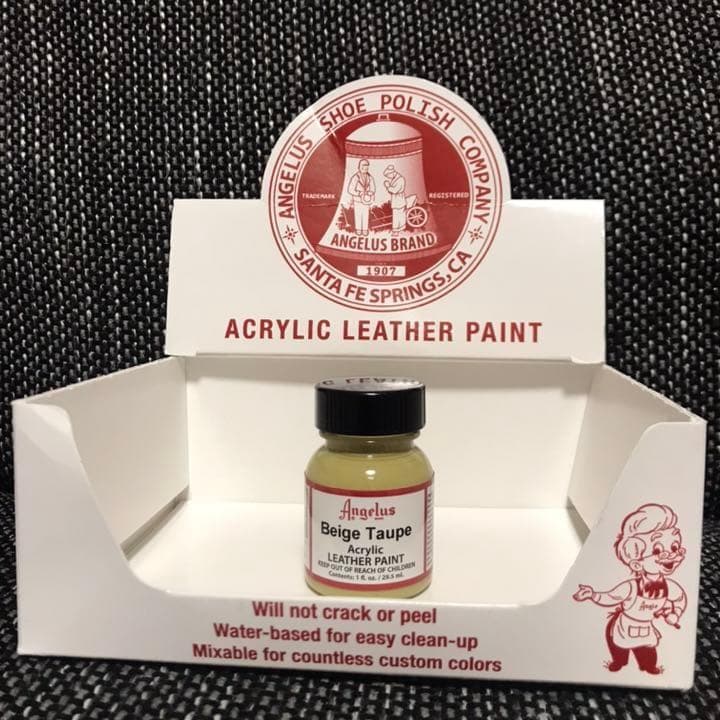 ANGELUS SHOE POLISH COMPANY
TRADEMARK
REGISTERED
ANGELUS BRAND
1907
SANTA FE SPRINGS, CA
ACRYLIC LEATHER PAINT
Angelus
Beige Taupe
Acrylic
LEATHER PAINT
KEEP OUT OF REACH OF CHILDREN
Contents: 1 fl. oz. / 29.5 ml.
Angie
Will not crack or peel
Water-based for easy clean-up
Mixable for countless custom colors